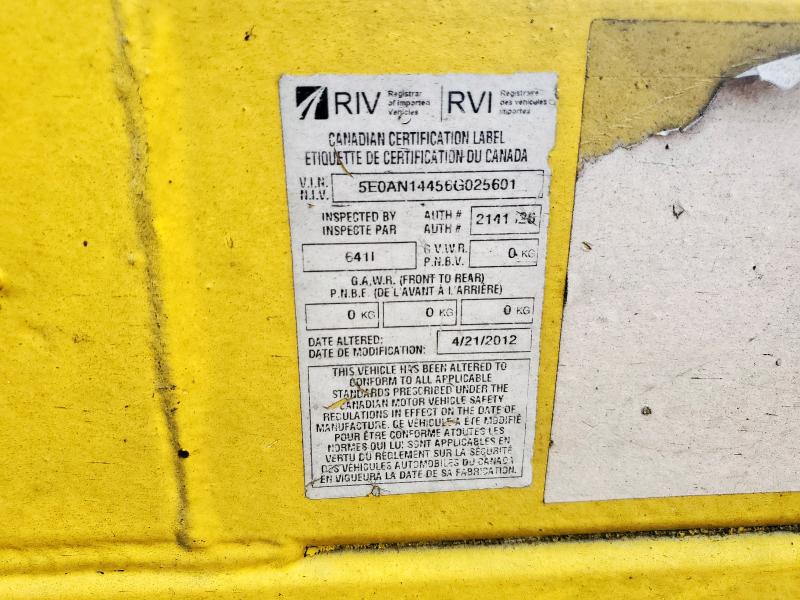 RIV Registrar of Imported Vehicles
RVI Registraire des véhicules importés
CANADIAN CERTIFICATION LABEL
ETIQUETTE DE CERTIFICATION DU CANADA
V.I.N.
N.I.V.
5E0AN14456G025601
INSPECTED BY
INSPECTE PAR
AUTH #
AUTH #
2141
641I
G.V.W.R.
P.N.B.V.
0 KG
G.A.W.R. (FRONT TO REAR)
P.N.B.E. (DE L'AVANT À L'ARRIÈRE)
0 KG 0 KG 0 KG
DATE ALTERED:
DATE DE MODIFICATION:
4/21/2012
THIS VEHICLE HAS BEEN ALTERED TO
CONFORM TO ALL APPLICABLE
STANDARDS PRESCRIBED UNDER THE
CANADIAN MOTOR VEHICLE SAFETY
REGULATIONS IN EFFECT ON THE DATE OF
MANUFACTURE. CE VÉHICULE A ETE MODIFIÉ
POUR ÊTRE CONFORME ATOUTES LES
NORMES QUI LUI SONT APPLICABLES EN
VERTU DU RÈGLEMENT SUR LA SÉCURITÉ
DES VÉHICULES AUTOMOBILES DU CANADA
EN VIGUEUR A LA DATE DE SA FABRICATION.